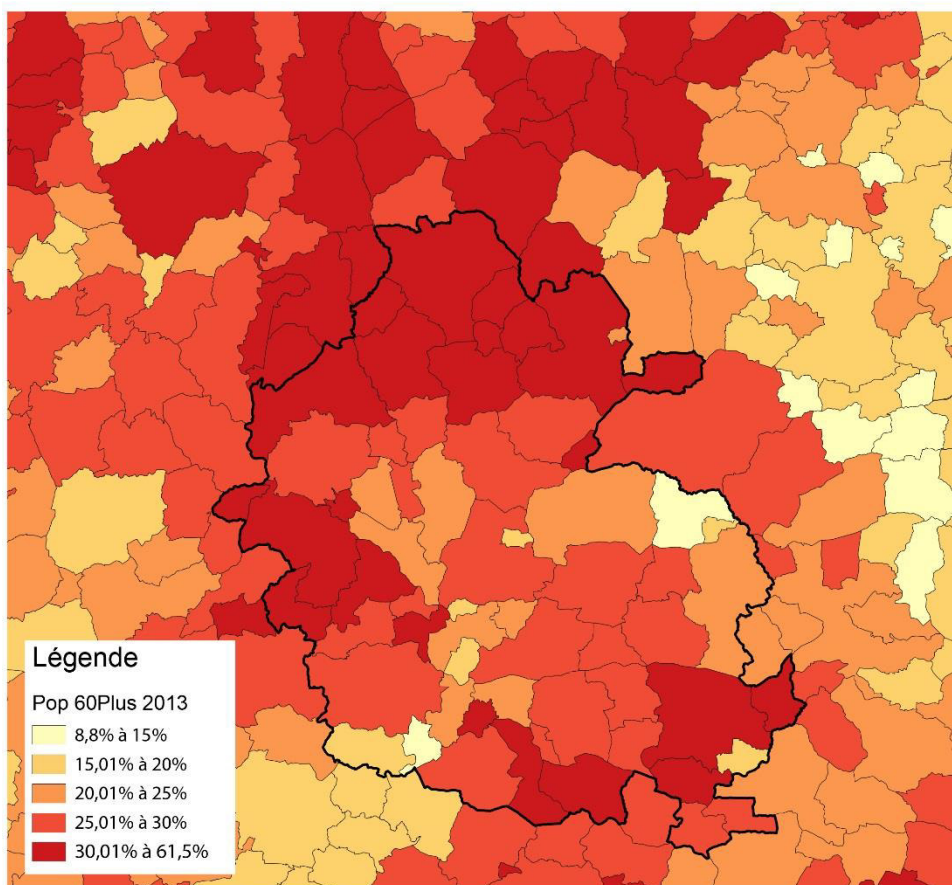 Légende
Pop 60Plus 2013
8,8% à 15%
15,01% à 20%
20,01% à 25%
25,01% à 30%
30,01% à 61,5%